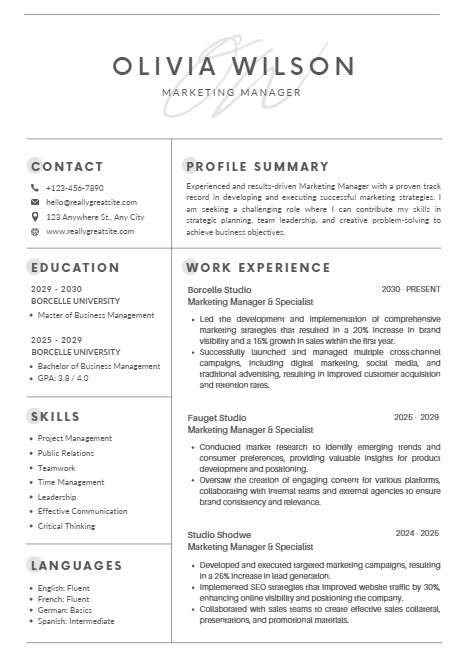 OLIVIA WILSON
MARKETING MANAGER
CONTACT
+123-456-7890
hello@reallygreatsite.com
123 Anywhere St., Any City
www.reallygreatsite.com
PROFILE SUMMARY
Experienced and results-driven Marketing Manager with a proven track
record in developing and executing successful marketing strategies. I
am seeking a challenging role where I can contribute my skills in
strategic planning, team leadership, and creative problem-solving to
achieve business objectives.
EDUCATION
2029 - 2030
BORCELLE UNIVERSITY
• Master of Business Management
2025 - 2029
BORCELLE UNIVERSITY
• Bachelor of Business Management
• GPA: 3.8 / 4.0
SKILLS
• Project Management
• Public Relations
• Teamwork
• Time Management
• Leadership
• Effective Communication
• Critical Thinking
LANGUAGES
• English: Fluent
• French: Fluent
• German: Basics
• Spanish: Intermediate
WORK EXPERIENCE
Borcelle Studio 2030 - PRESENT
Marketing Manager & Specialist
• Led the development and implementation of comprehensive
marketing strategies that resulted in a 20% increase in brand
visibility and a 15% growth in sales within the first year.
• Successfully launched and managed multiple cross-channel
campaigns, including digital marketing, social media, and
traditional advertising, resulting in improved customer acquisition
and retention rates.
Fauget Studio 2025 - 2029
Marketing Manager & Specialist
• Conducted market research to identify emerging trends and
consumer preferences, providing valuable insights for product
development and positioning.
• Oversaw the creation of engaging content for various platforms,
collaborating with internal teams and external agencies to ensure
brand consistency and relevance.
Studio Shodwe 2024 - 2025
Marketing Manager & Specialist
• Developed and executed targeted marketing campaigns, resulting
in a 25% increase in lead generation.
• Implemented SEO strategies that improved website traffic by 30%,
enhancing online visibility and positioning the company.
• Collaborated with sales teams to create effective sales collateral,
presentations, and promotional materials.